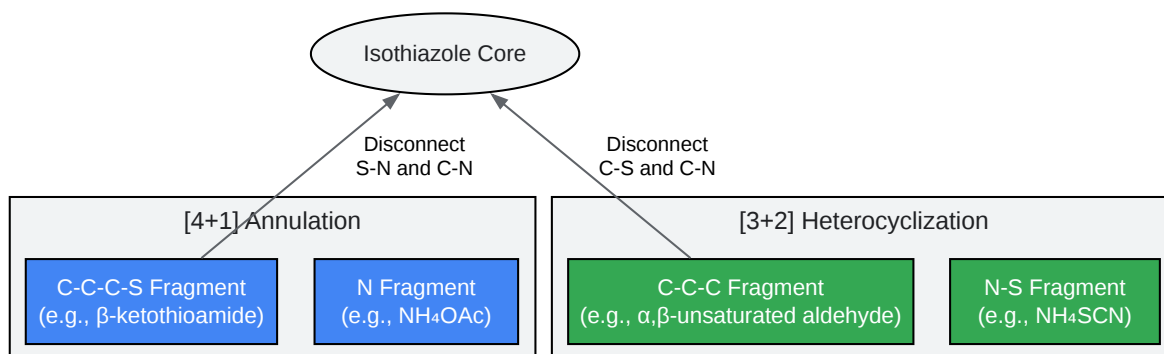 Isothiazole Core
Disconnect
S-N and C-N
Disconnect
C-S and C-N
[4+1] Annulation
[3+2] Heterocyclization
C-C-C-S Fragment
(e.g., β-ketothioamide)
N Fragment
(e.g., NH₄OAc)
C-C-C Fragment
(e.g., α,β-unsaturated aldehyde)
N-S Fragment
(e.g., NH₄SCN)